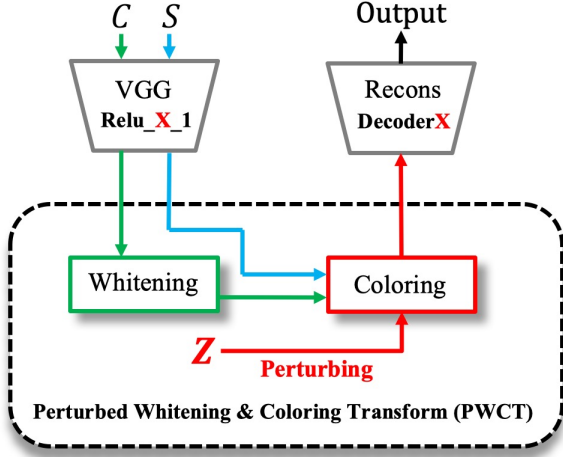 C S
Output
VGG
Relu_X_1
Recons
DecoderX
Whitening
Coloring
Z
Perturbing
Perturbed Whitening & Coloring Transform (PWCT)